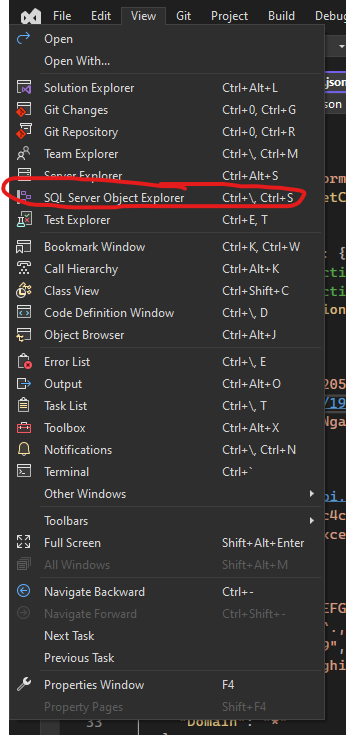 File Edit View Git Project Build Debug
Open
Open With...
Solution Explorer Ctrl+Alt+L
Git Changes Ctrl+0, Ctrl+G
Git Repository Ctrl+0, Ctrl+R
Team Explorer Ctrl+\, Ctrl+M
Server Explorer Ctrl+Alt+S
SQL Server Object Explorer Ctrl+\, Ctrl+S
Test Explorer Ctrl+E, T
Bookmark Window Ctrl+K, Ctrl+W
Call Hierarchy Ctrl+Alt+K
Class View Ctrl+Shift+C
Code Definition Window Ctrl+\, D
Object Browser Ctrl+Alt+J
Error List Ctrl+\, E
Output Ctrl+Alt+O
Task List Ctrl+\, T
Toolbox Ctrl+Alt+X
Notifications Ctrl+\, Ctrl+N
Terminal Ctrl+`
Other Windows
Toolbars
Full Screen Shift+Alt+Enter
All Windows Shift+Alt+M
Navigate Backward Ctrl+-
Navigate Forward Ctrl+Shift+-
Next Task
Previous Task
Properties Window F4
Property Pages Shift+F4
33 "Domain": "*"